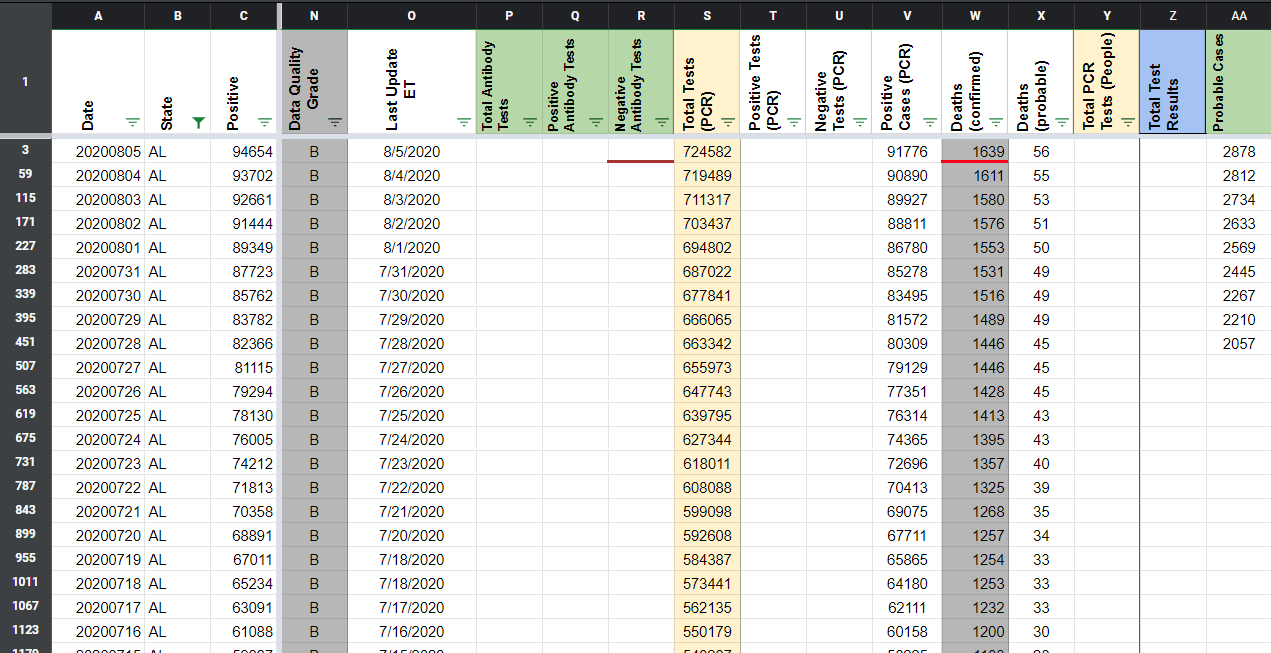 A B C N O P Q R S T U V W X Y Z AA
1 Date State Positive Data Quality Grade Last Update ET Total Antibody Tests Positive Antibody Tests Negative Antibody Tests Total Tests (PCR) Positive Tests (PCR) Negative Tests (PCR) Positive Cases (PCR) Deaths (confirmed) Deaths (probable) Total PCR Tests (People) Total Test Results Probable Cases
3 20200805 AL 94654 B 8/5/2020 724582 91776 1639 56 2878
59 20200804 AL 93702 B 8/4/2020 719489 90890 1611 55 2812
115 20200803 AL 92661 B 8/3/2020 711317 89927 1580 53 2734
171 20200802 AL 91444 B 8/2/2020 703437 88811 1576 51 2633
227 20200801 AL 89349 B 8/1/2020 694802 86780 1553 50 2569
283 20200731 AL 87723 B 7/31/2020 687022 85278 1531 49 2445
339 20200730 AL 85762 B 7/30/2020 677841 83495 1516 49 2267
395 20200729 AL 83782 B 7/29/2020 666065 81572 1489 49 2210
451 20200728 AL 82366 B 7/28/2020 663342 80309 1446 45 2057
507 20200727 AL 81115 B 7/27/2020 655973 79129 1446 45
563 20200726 AL 79294 B 7/26/2020 647743 77351 1428 45
619 20200725 AL 78130 B 7/25/2020 639795 76314 1413 43
675 20200724 AL 76005 B 7/24/2020 627344 74365 1395 43
731 20200723 AL 74212 B 7/23/2020 618011 72696 1357 40
787 20200722 AL 71813 B 7/22/2020 608088 70413 1325 39
843 20200721 AL 70358 B 7/21/2020 599098 69075 1268 35
899 20200720 AL 68891 B 7/20/2020 592608 67711 1257 34
955 20200719 AL 67011 B 7/18/2020 584387 65865 1254 33
1011 20200718 AL 65234 B 7/18/2020 573441 64180 1253 33
1067 20200717 AL 63091 B 7/17/2020 562135 62111 1232 33
1123 20200716 AL 61088 B 7/16/2020 550179 60158 1200 30